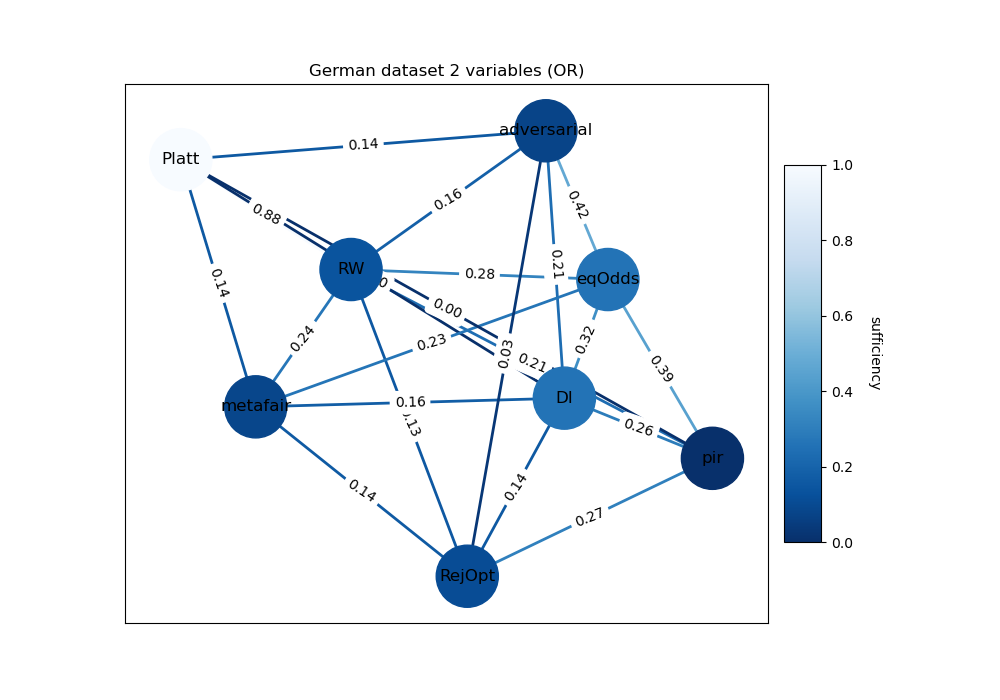 German dataset 2 variables (OR)
adversarial
Platt
0.14
1.0
0.16
0.42
0.88
0.8
0.21
RW
0.28
eqOdds
0.14
0.00
0.6
0.24
0.23
0.32
sufficiency
0.03
0.21
0.39
0.4
DI
metafair
0.16
0.26
pir
0.2
0.14
0.14
0.27
0.0
RejOpt